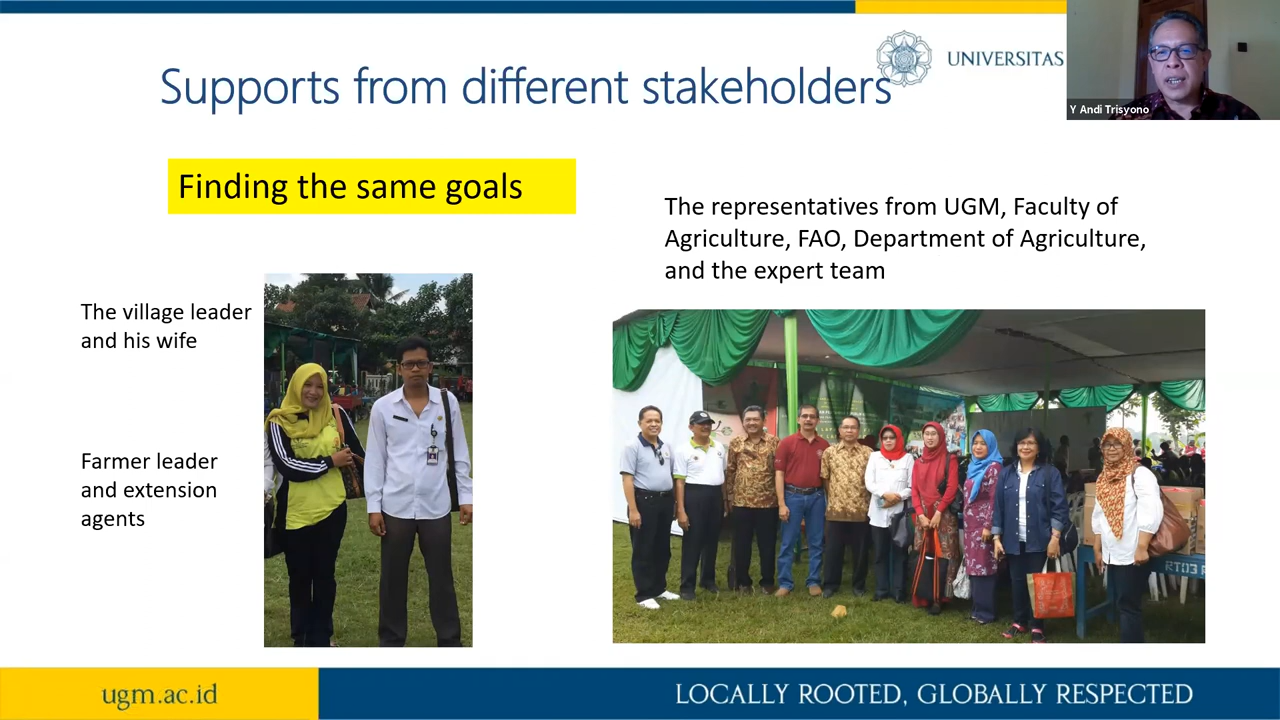 Supports from different stakeholders
UNIVERSITAS
Y Andi Trisyono
Finding the same goals
The representatives from UGM, Faculty of
Agriculture, FAO, Department of Agriculture,
and the expert team
The village leader
and his wife
Farmer leader
and extension
agents
RT03
ugm.ac.id
LOCALLY ROOTED, GLOBALLY RESPECTED